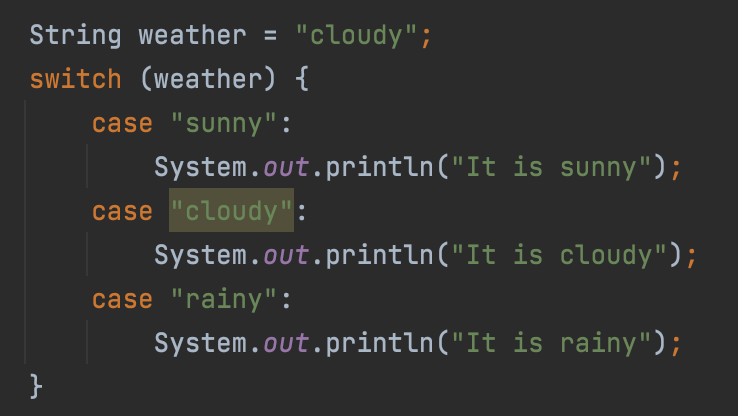 String weather = "cloudy";
switch (weather) {
    case "sunny":
        System.out.println("It is sunny");
    case "cloudy":
        System.out.println("It is cloudy");
    case "rainy":
        System.out.println("It is rainy");
}